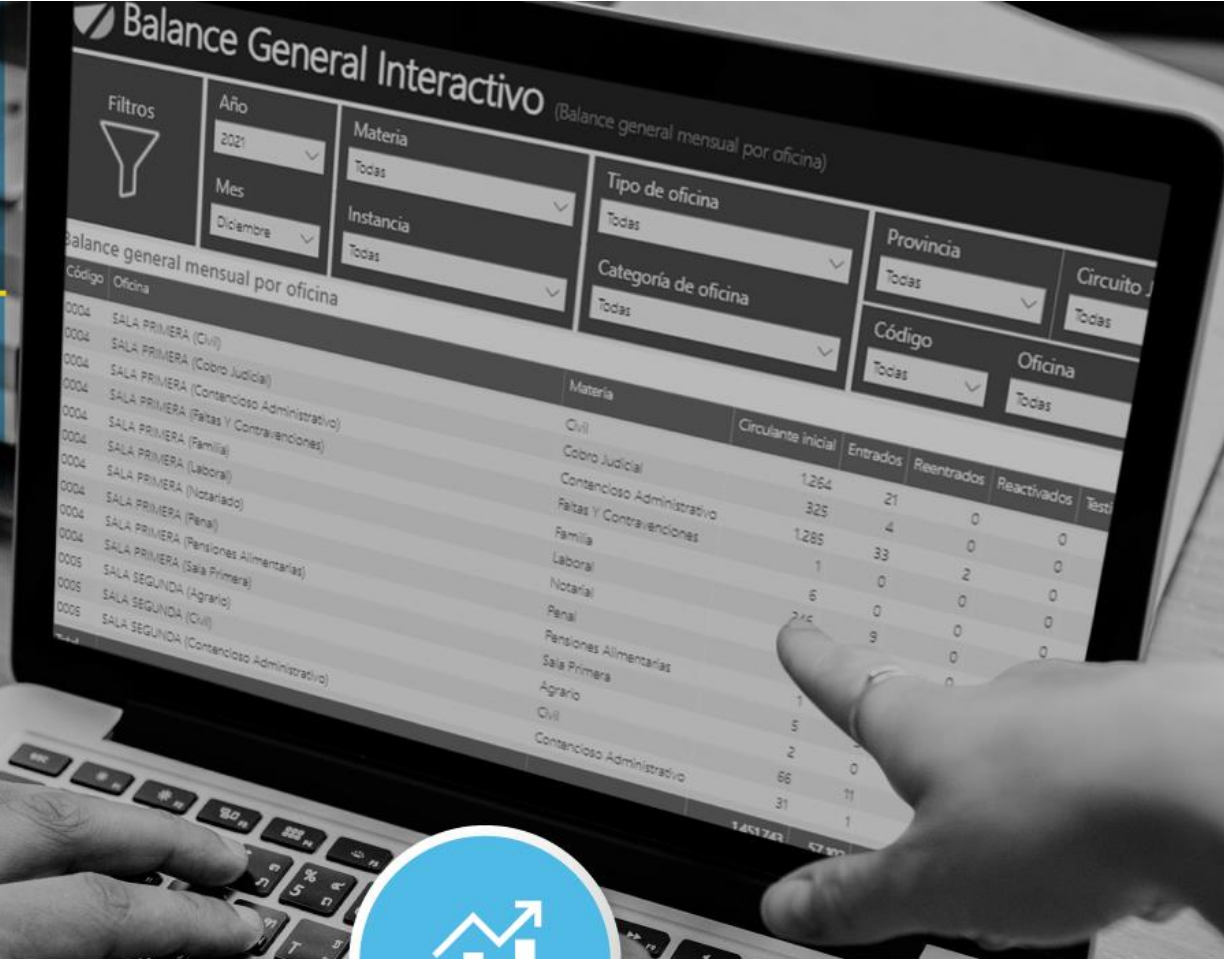 Balance General Interactivo (Balance general mensual por oficina)
Filtros
Año
2021
Mes
Diciembre
Materia
Todas
Instancia
Todas
Tipo de oficina
Todas
Categoría de oficina
Todas
Provincia
Todas
Circuito J
Todas
Código
Todas
Oficina
Todas
Balance general mensual por oficina
Código Oficina Materia Circulante inicial Entrados Reentrados Reactivados Testi
0004 SALA PRIMERA (Civil) Civil 1.264 21 0 0
0004 SALA PRIMERA (Cobro Judicial) Cobro Judicial 325 4 0 0
0004 SALA PRIMERA (Contencioso Administrativo) Contencioso Administrativo 1.285 33 2 0
0004 SALA PRIMERA (Faltas Y Contravenciones) Faltas Y Contravenciones 1 0 0 0
0004 SALA PRIMERA (Familia) Familia 6 0 0 0
0004 SALA PRIMERA (Laboral) Laboral 9 0
0004 SALA PRIMERA (Notariado) Notarial
0004 SALA PRIMERA (Penal) Penal
0004 SALA PRIMERA (Pensiones Alimentarias) Pensiones Alimentarias 1
0004 SALA PRIMERA (Sala Primera) Sala Primera 5
0005 SALA SEGUNDA (Agrario) Agrario 2 0
0005 SALA SEGUNDA (Civil) Civil 66 11
0005 SALA SEGUNDA (Contencioso Administrativo) Contencioso Administrativo 31 1
Total 1.451.743
esc